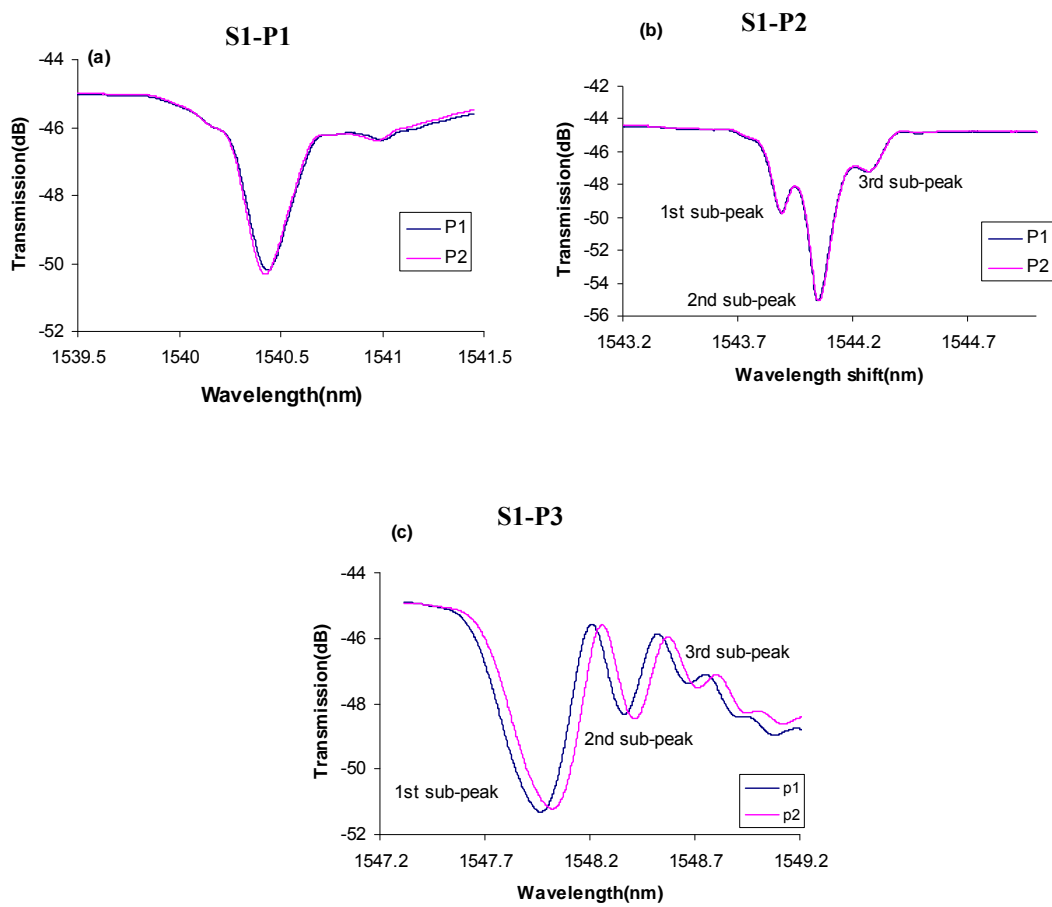 S1-P1
(a)
-44
-46
-48
-50
-52
Transmission(dB)
1539.5
1540
1540.5
1541
1541.5
Wavelength(nm)
P1
P2
S1-P2
(b)
-42
-44
-46
-48
-50
-52
-54
-56
Transmission(dB)
1st sub-peak
2nd sub-peak
3rd sub-peak
1543.2
1543.7
1544.2
1544.7
Wavelength shift(nm)
P1
P2
S1-P3
(c)
-44
-46
-48
-50
-52
Transmission(dB)
1st sub-peak
2nd sub-peak
3rd sub-peak
1547.2
1547.7
1548.2
1548.7
1549.2
Wavelength(nm)
p1
p2